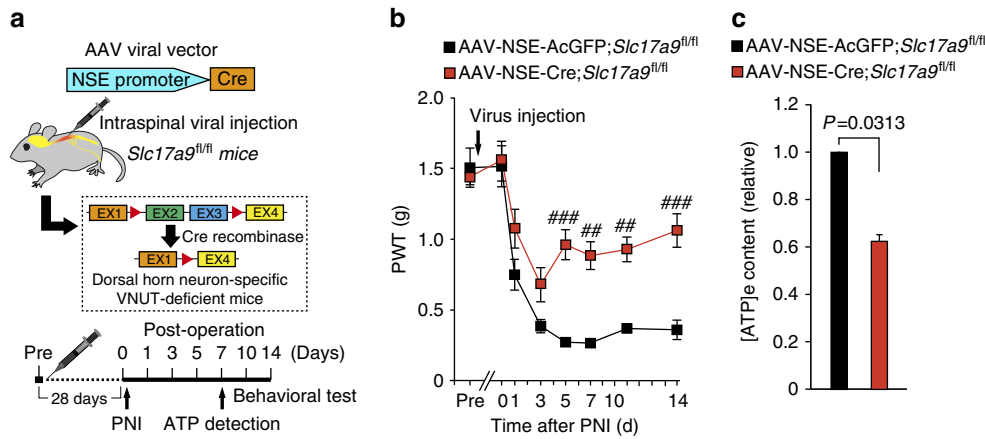 a
AAV viral vector
NSE promoter Cre
Intraspinal viral injection
Slc17a9fl/fl mice
EX1 EX2 EX3 EX4
Cre recombinase
EX1 EX4
Dorsal horn neuron-specific
VNUT-deficient mice
Post-operation
Pre 0 1 3 5 7 10 14 (Days)
28 days
Behavioral test
PNI ATP detection
b
AAV-NSE-AcGFP;Slc17a9fl/fl
AAV-NSE-Cre;Slc17a9fl/fl
2.0
Virus injection
1.5
1.0
0.5
0
PWT (g)
### ## ## ###
Pre 0 1 3 5 7 10 14
Time after PNI (d)
c
AAV-NSE-AcGFP;Slc17a9fl/fl
AAV-NSE-Cre;Slc17a9fl/fl
1.2
P=0.0313
1.0
0.8
0.6
0.4
0.2
0
[ATP]e content (relative)